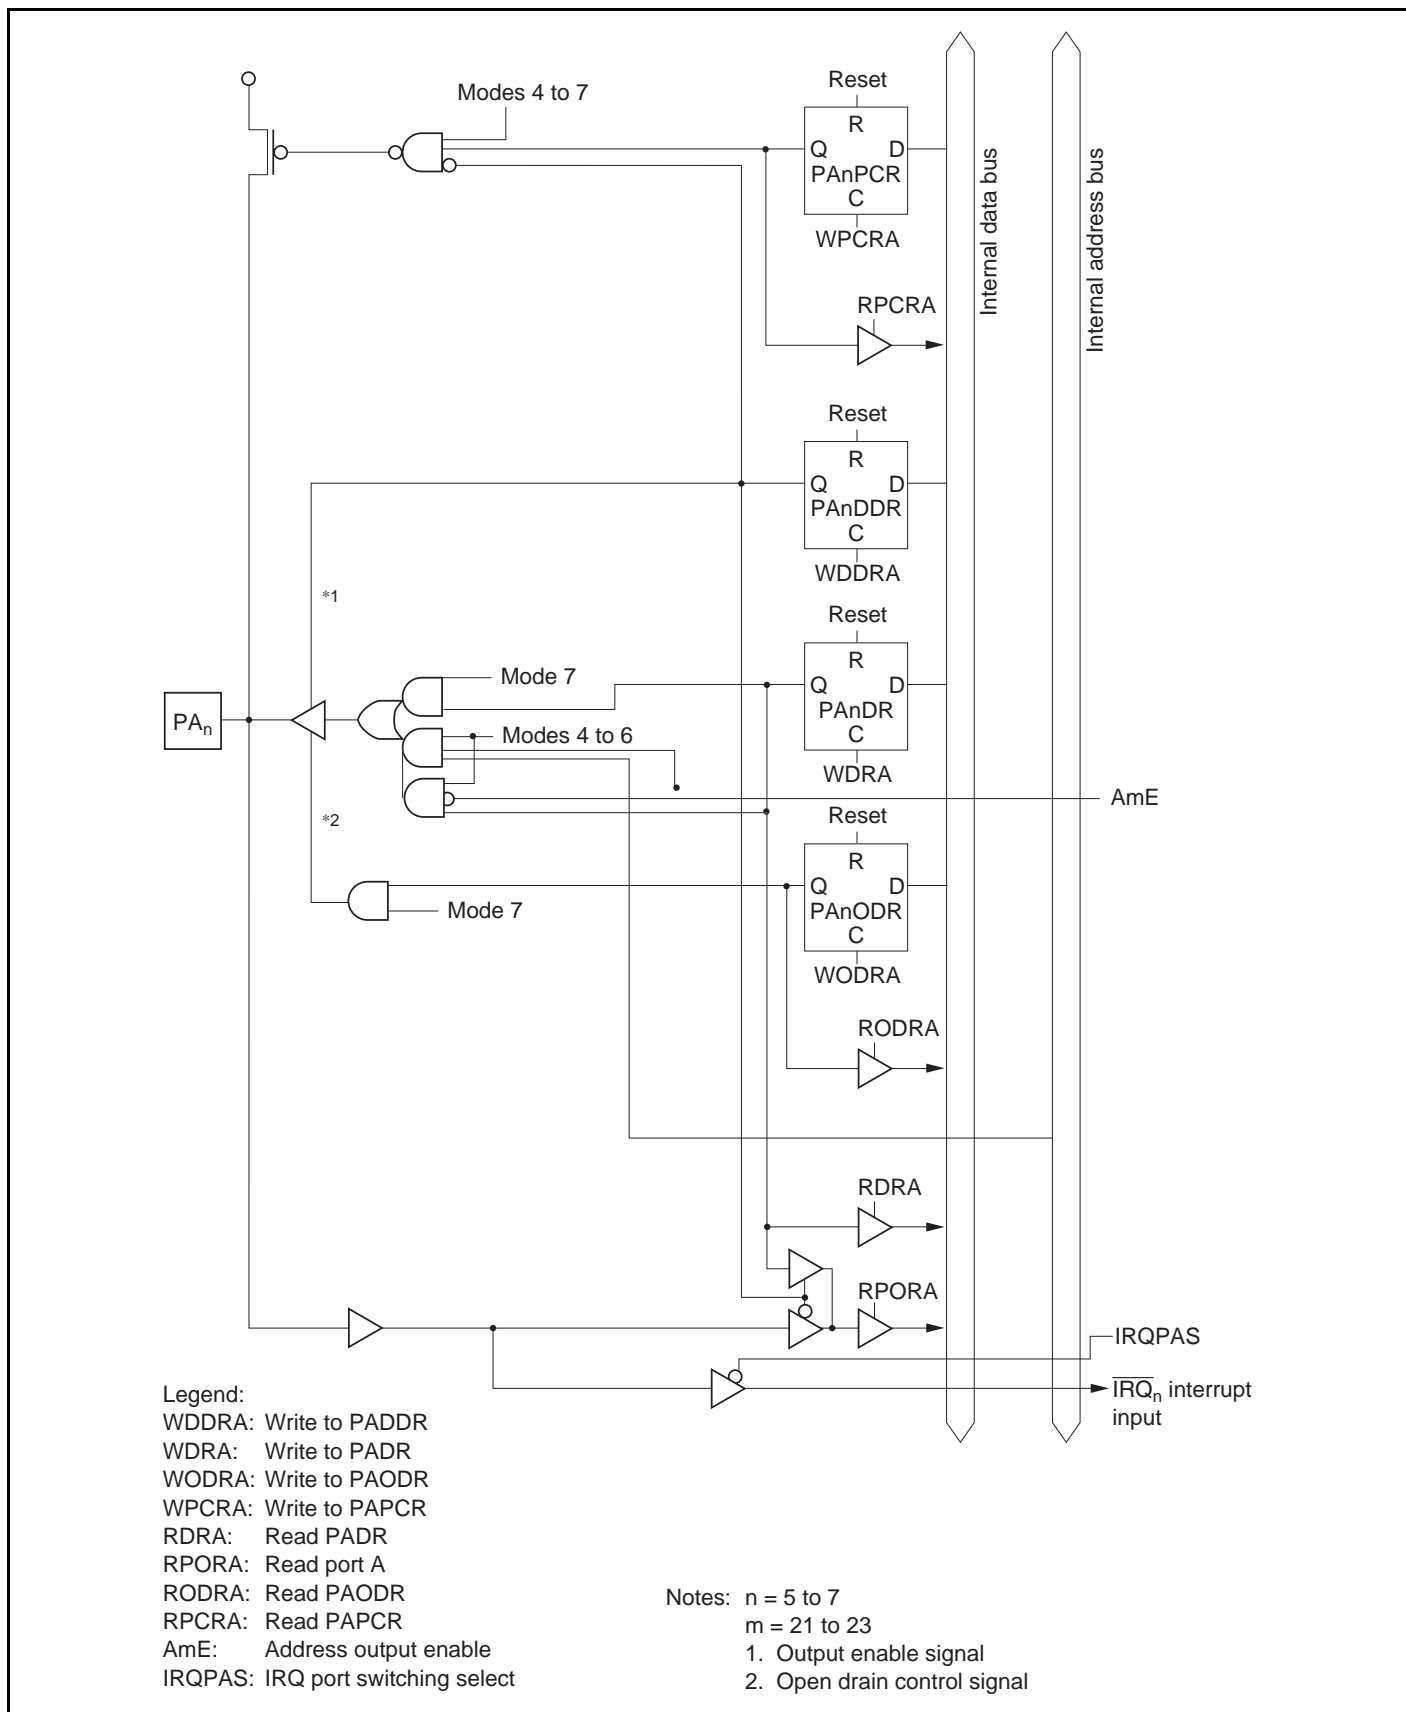 Modes 4 to 7
Reset
R
Q D
PAnPCR
C
WPCRA
RPCRA
Internal data bus
Internal address bus
Reset
R
Q D
PAnDDR
C
WDDRA
*1
Reset
R
Q D
PAnDR
C
WDRA
Mode 7
PAn
Modes 4 to 6
AmE
*2
Reset
R
Q D
PAnODR
C
WODRA
Mode 7
RODRA
RDRA
RPORA
IRQPAS
IRQn interrupt
input
Legend:
WDDRA: Write to PADDR
WDRA: Write to PADR
WODRA: Write to PAODR
WPCRA: Write to PAPCR
RDRA: Read PADR
RPORA: Read port A
RODRA: Read PAODR
RPCRA: Read PAPCR
AmE: Address output enable
IRQPAS: IRQ port switching select
Notes: n = 5 to 7
m = 21 to 23
1. Output enable signal
2. Open drain control signal